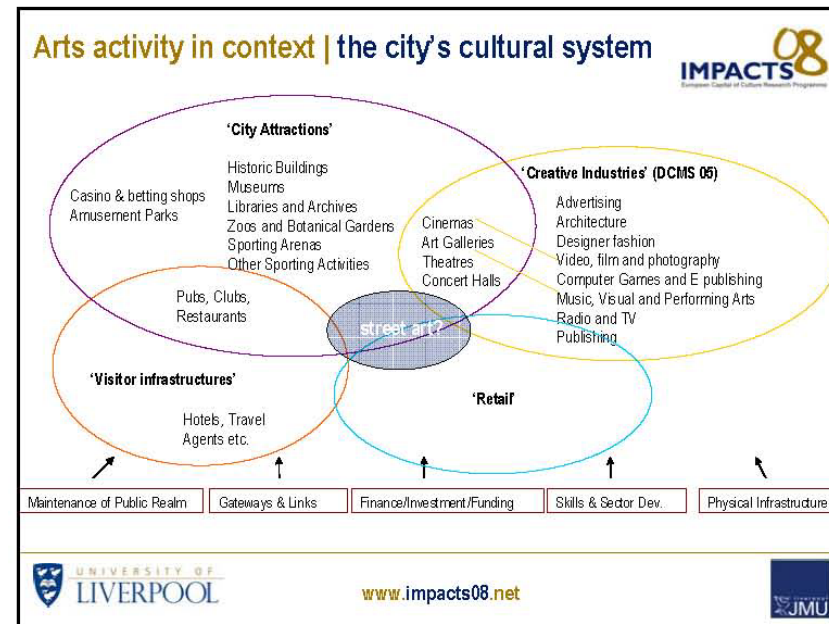 Arts activity in context | the city's cultural system
IMPACTS 08
European Capital of Culture Research Programme
'City Attractions'
Historic Buildings
Museums
Libraries and Archives
Zoos and Botanical Gardens
Sporting Arenas
Other Sporting Activities
Casino & betting shops
Amusement Parks
Cinemas
Art Galleries
Theatres
Concert Halls
'Creative Industries' (DCMS 05)
Advertising
Architecture
Designer fashion
Video, film and photography
Computer Games and E publishing
Music, Visual and Performing Arts
Radio and TV
Publishing
Pubs, Clubs,
Restaurants
street art?
'Visitor infrastructures'
Hotels, Travel
Agents etc.
'Retail'
Maintenance of Public Realm
Gateways & Links
Finance/Investment/Funding
Skills & Sector Dev.
Physical Infrastructure
UNIVERSITY OF
LIVERPOOL
www.impacts08.net
JMU